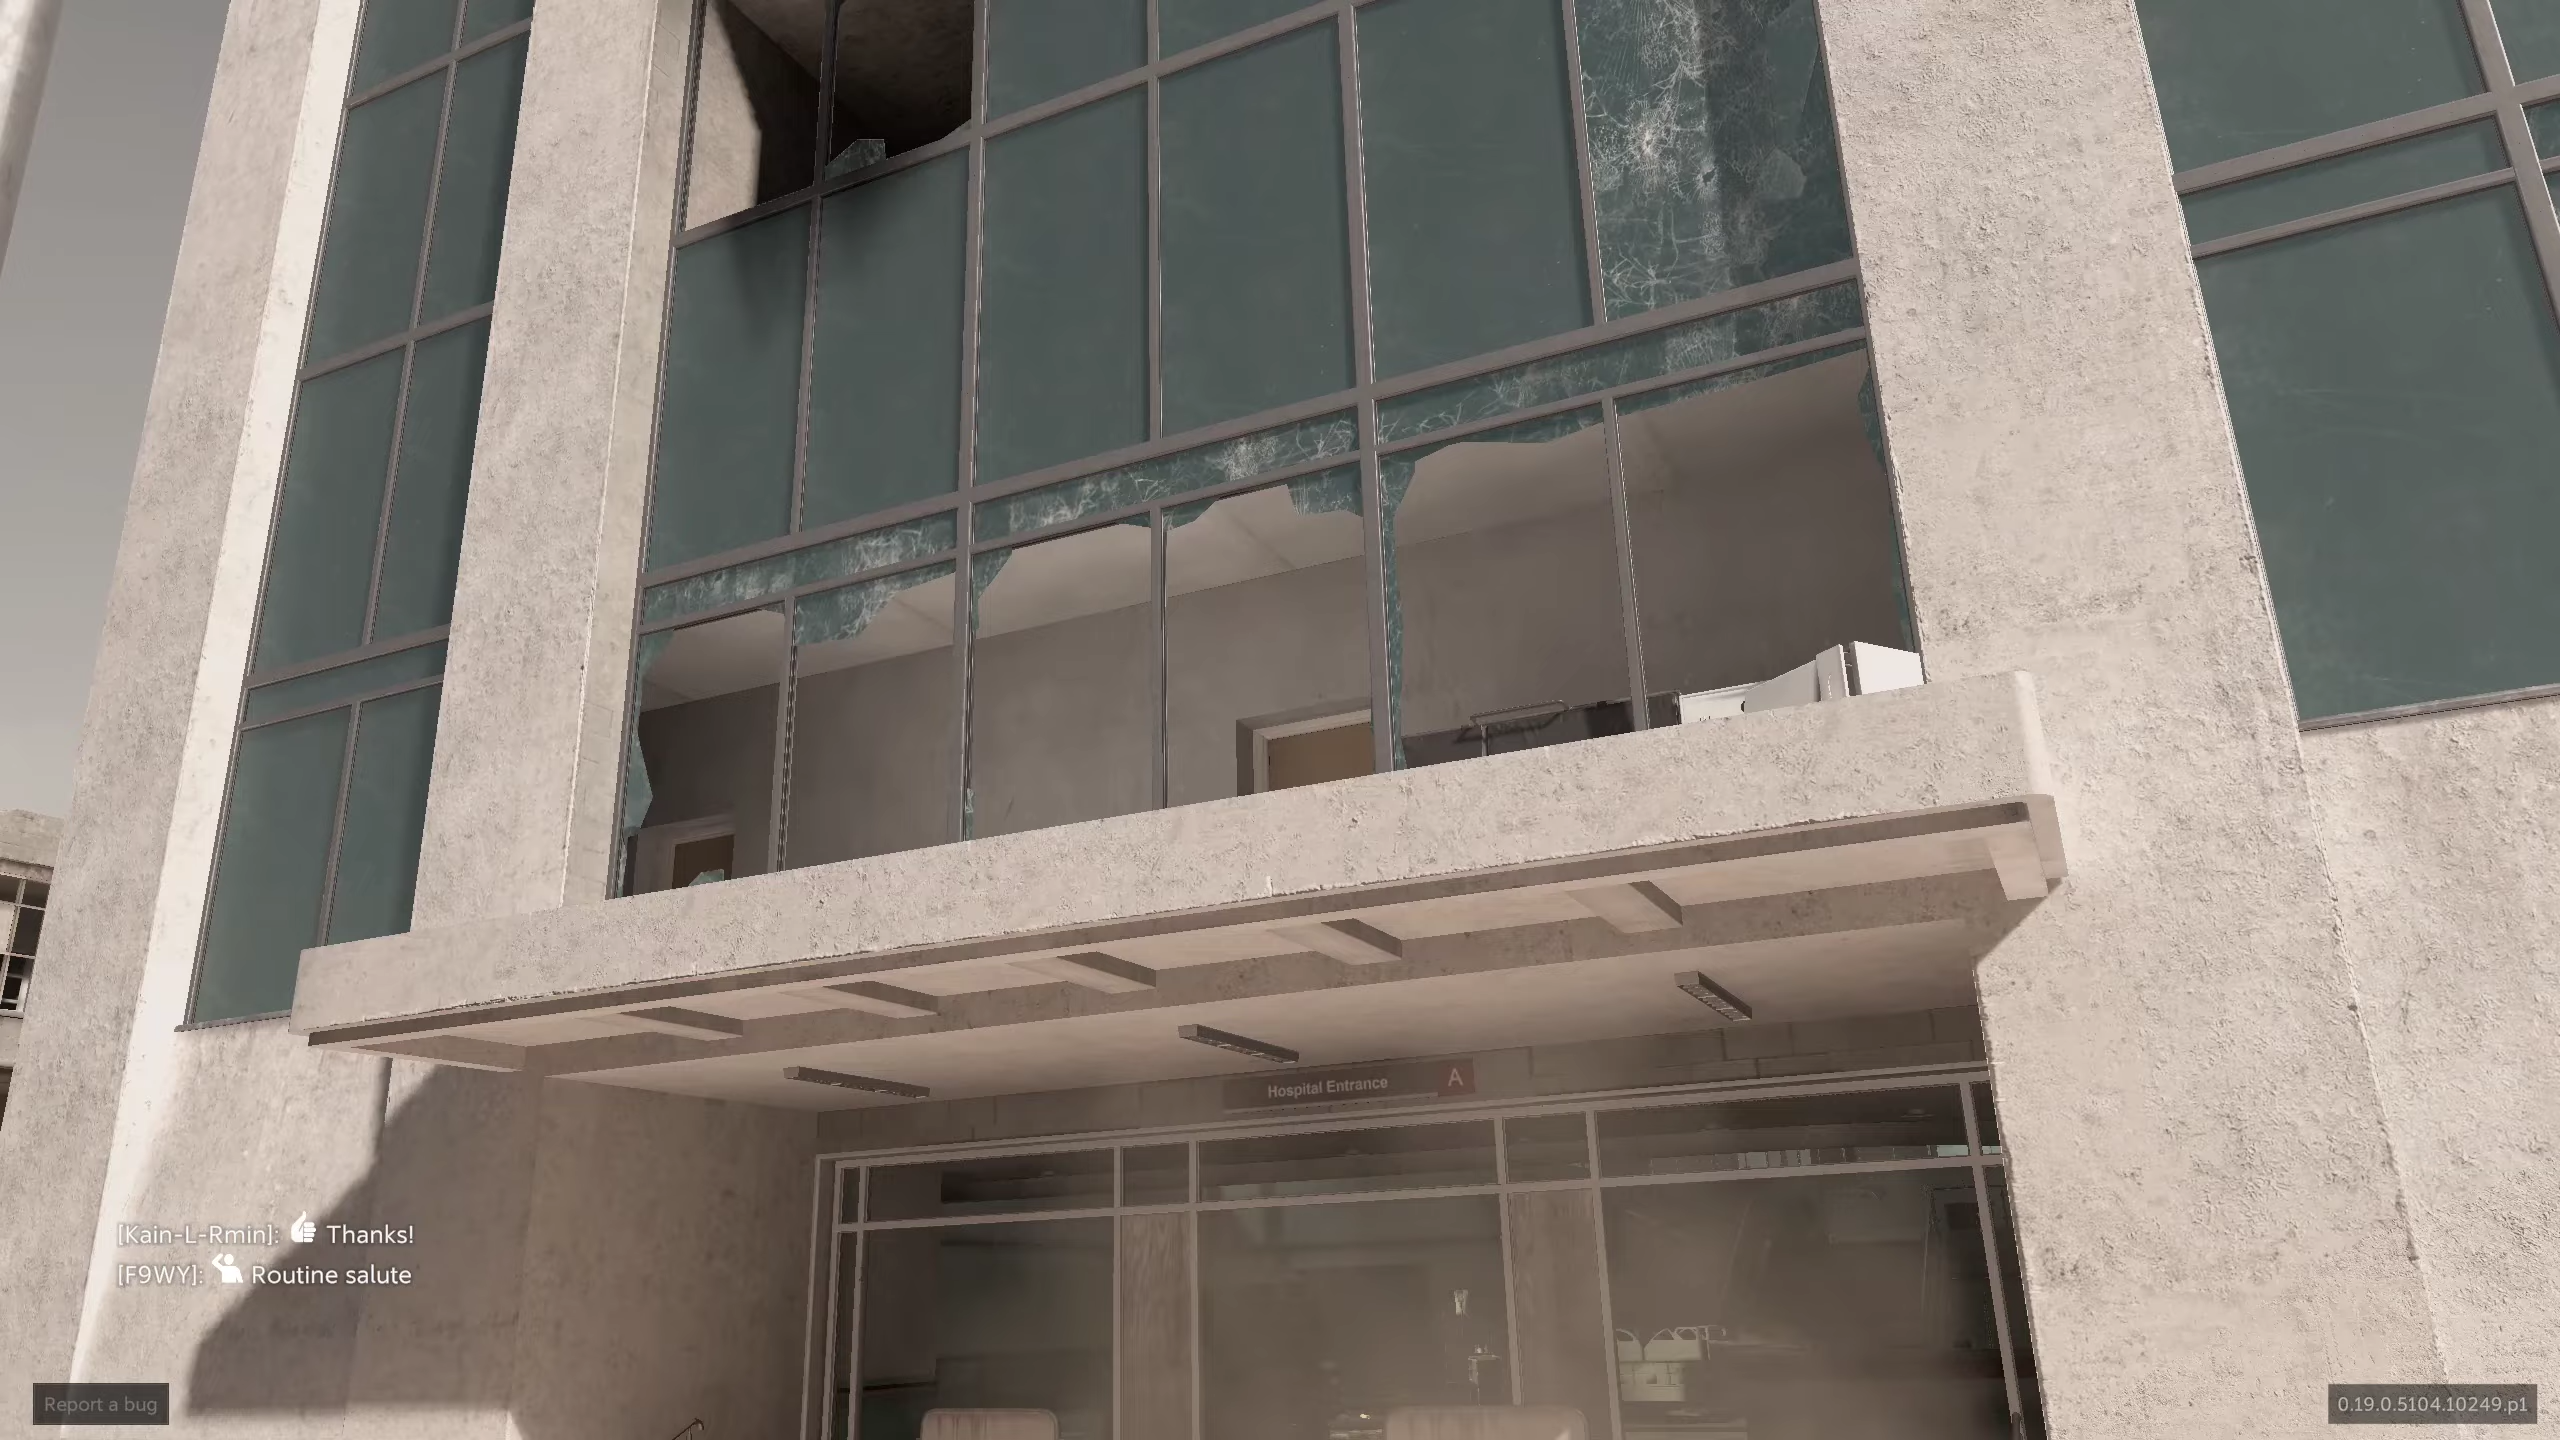 Hospital Entrance A
[Kain-L-Rmin]: Thanks!
[F9WY]: Routine salute
Report a bug
0.19.0.5104.10249.p1